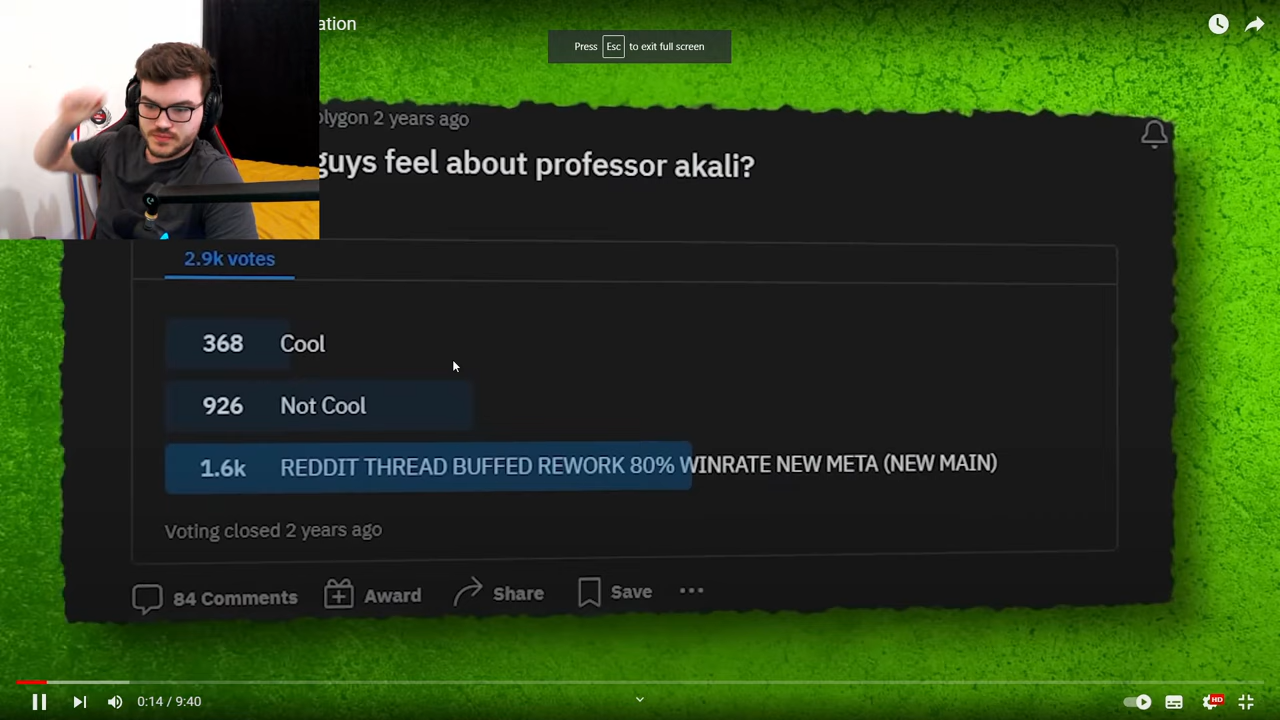 ation
Press Esc to exit full screen
olygon 2 years ago
guys feel about professor akali?
2.9k votes
368 Cool
926 Not Cool
1.6k REDDIT THREAD BUFFED REWORK 80% WINRATE NEW META (NEW MAIN)
Voting closed 2 years ago
84 Comments Award Share Save
0:14 / 9:40
HD